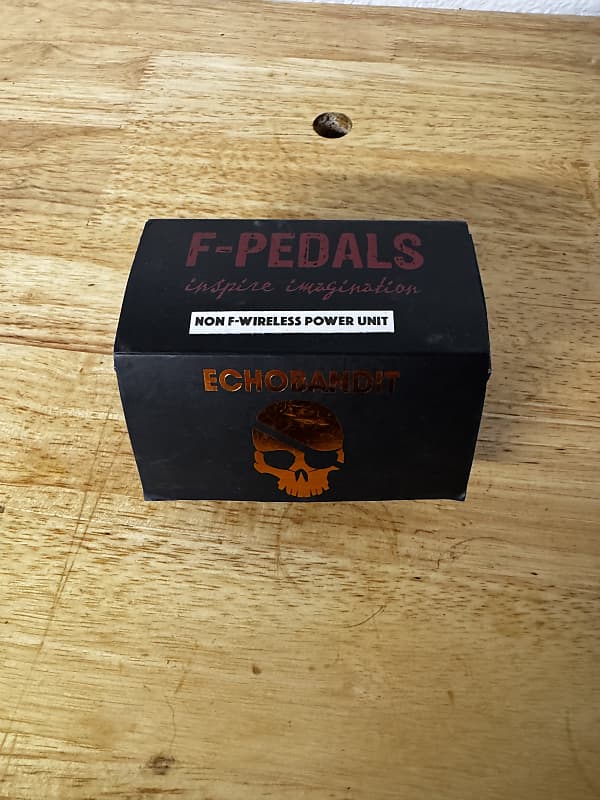 F-PEDALS
inspire imagination
NON F-WIRELESS POWER UNIT
ECHOBANDIT